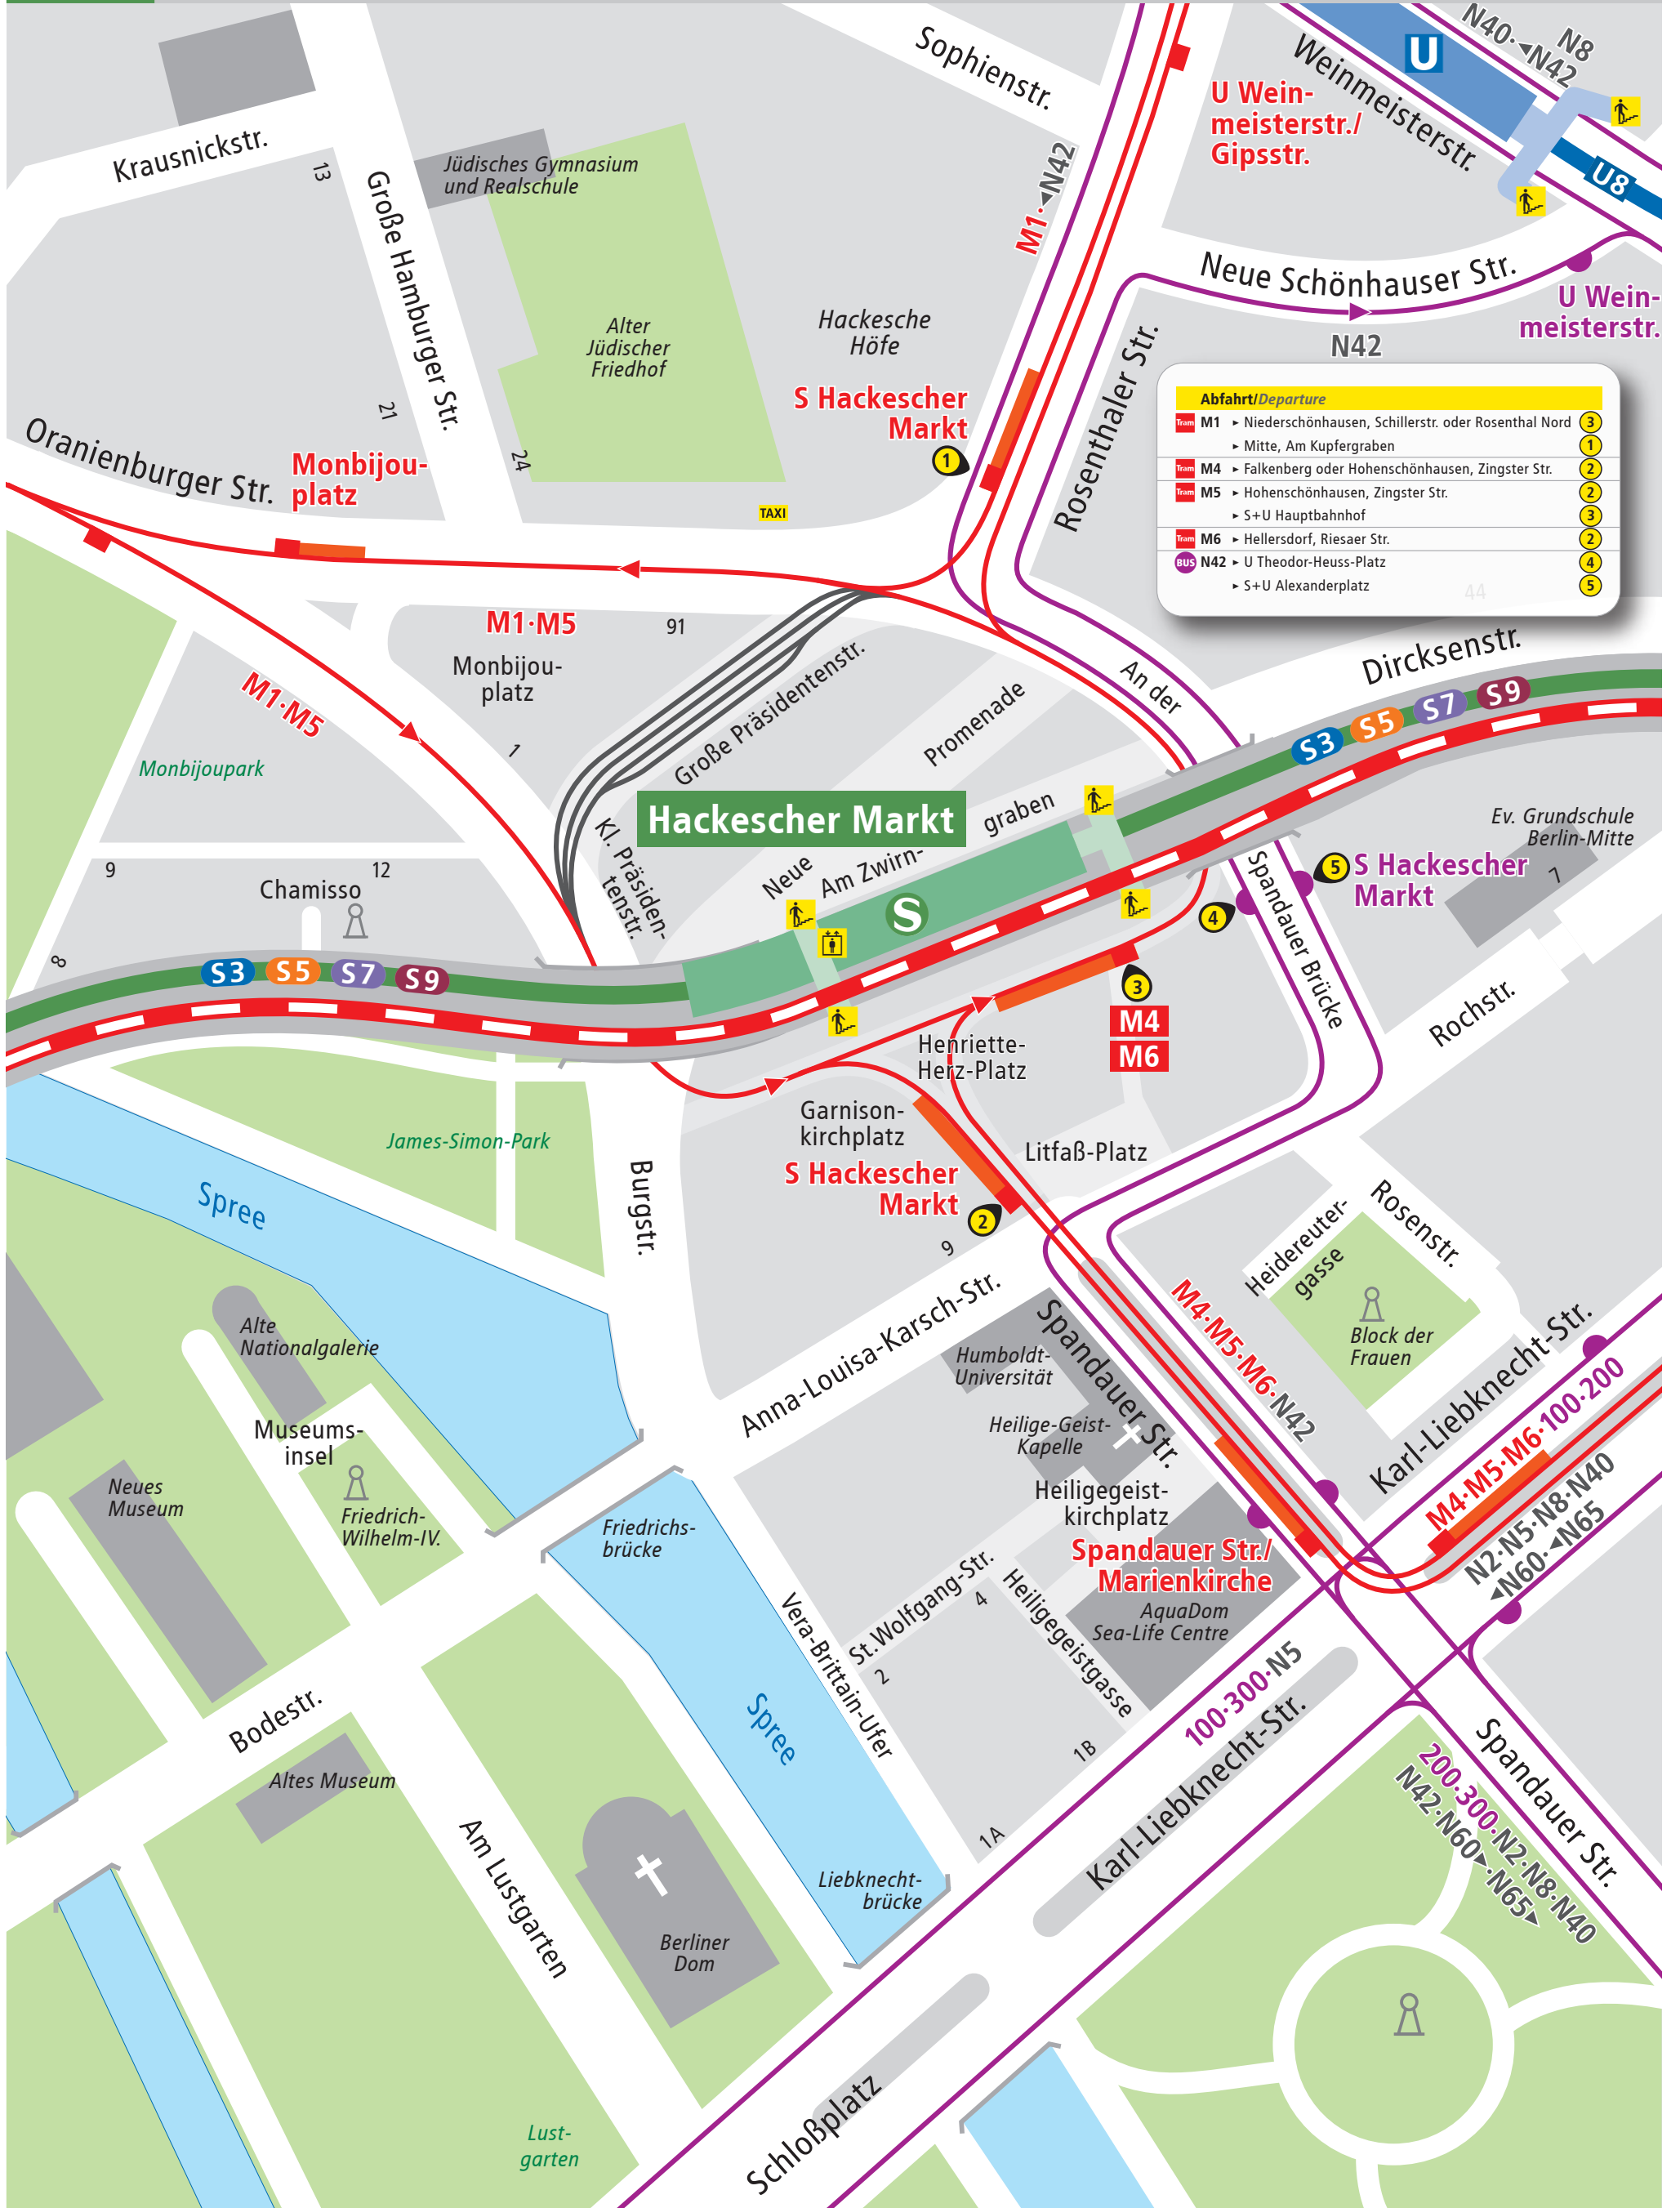 Sophienstr.
N8
N40·◄N42
U
Weinmeisterstr.
U8
U Wein-
meisterstr./
Gipsstr.
Krausnickstr.
13
Große Hamburger Str.
Jüdisches Gymnasium
und Realschule
M1·◄N42
Neue Schönhauser Str.
U Wein-
meisterstr.
N42
Alter
Jüdischer
Friedhof
Hackesche
Höfe
S Hackescher
Markt
1
Rosenthaler Str.
21
24
Oranienburger Str.
Monbijou-
platz
TAXI
Abfahrt/Departure
Tram M1 ▸ Niederschönhausen, Schillerstr. oder Rosenthal Nord 3
▸ Mitte, Am Kupfergraben 1
Tram M4 ▸ Falkenberg oder Hohenschönhausen, Zingster Str. 2
Tram M5 ▸ Hohenschönhausen, Zingster Str. 2
▸ S+U Hauptbahnhof 3
Tram M6 ▸ Hellersdorf, Riesaer Str. 2
BUS N42 ▸ U Theodor-Heuss-Platz 4
▸ S+U Alexanderplatz 5
44
M1·M5
91
Monbijou-
platz
M1·M5
1
Monbijoupark
Große Präsidentenstr.
Promenade
Neue
An der
Dircksenstr.
S3 S5 S7 S9
Hackescher Markt
Am Zwirn-
graben
Kl. Präsiden-
tenstr.
S
Ev. Grundschule
Berlin-Mitte
7
5
S Hackescher
Markt
4
Spandauer Brücke
9
12
Chamisso
8
S3 S5 S7 S9
3
M4
M6
Rochstr.
Henriette-
Herz-Platz
Garnison-
kirchplatz
Litfaß-Platz
S Hackescher
Markt
2
9
James-Simon-Park
Burgstr.
Spree
Rosenstr.
Heidereuter-
gasse
Block der
Frauen
Anna-Louisa-Karsch-Str.
M4·M5·M6·N42
Spandauer Str.
Humboldt-
Universität
Heilige-Geist-
Kapelle
Heiligegeist-
kirchplatz
Spandauer Str./
Marienkirche
AquaDom
Sea-Life Centre
Karl-Liebknecht-Str.
M4·M5·M6·100·200
N2·N5·N8·N40
◄N60·◄N65
Alte
Nationalgalerie
Museums-
insel
Neues
Museum
Friedrich-
Wilhelm-IV.
Friedrichs-
brücke
St.Wolfgang-Str.
4
2
Heiligegeistgasse
Vera-Brittain-Ufer
Spree
1B
1A
100·300·N5
Karl-Liebknecht-Str.
Spandauer Str.
200·300·N2·N8·N40
N42·N60►·N65►
Bodestr.
Altes Museum
Am Lustgarten
Berliner
Dom
Liebknecht-
brücke
Lust-
garten
Schloßplatz